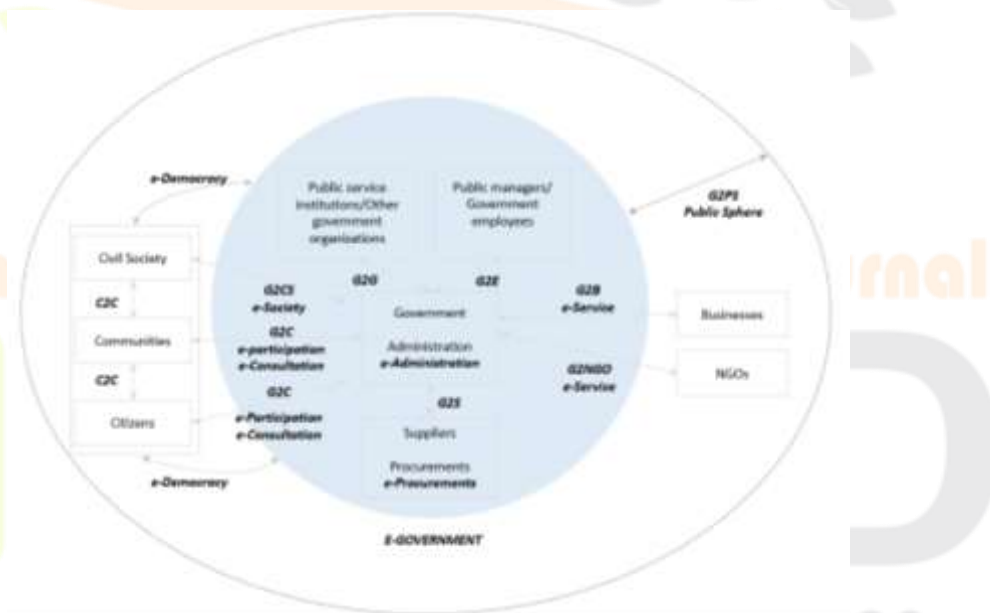 e-Democracy
Public service
institutions/Other
government
organizations
Public managers/
Government
employees
G2PS
Public Sphere
Civil Society
C2C
Communities
C2C
Citizens
e-Democracy
G2CS
e-Society
G2C
e-participation
e-Consultation
G2C
e-Participation
e-Consultation
G2G
G2E
Government
Administration
e-Administration
G2S
Suppliers
Procurements
e-Procurements
G2B
e-Service
G2NGO
e-Service
Businesses
NGOs
E-GOVERNMENT
rnal